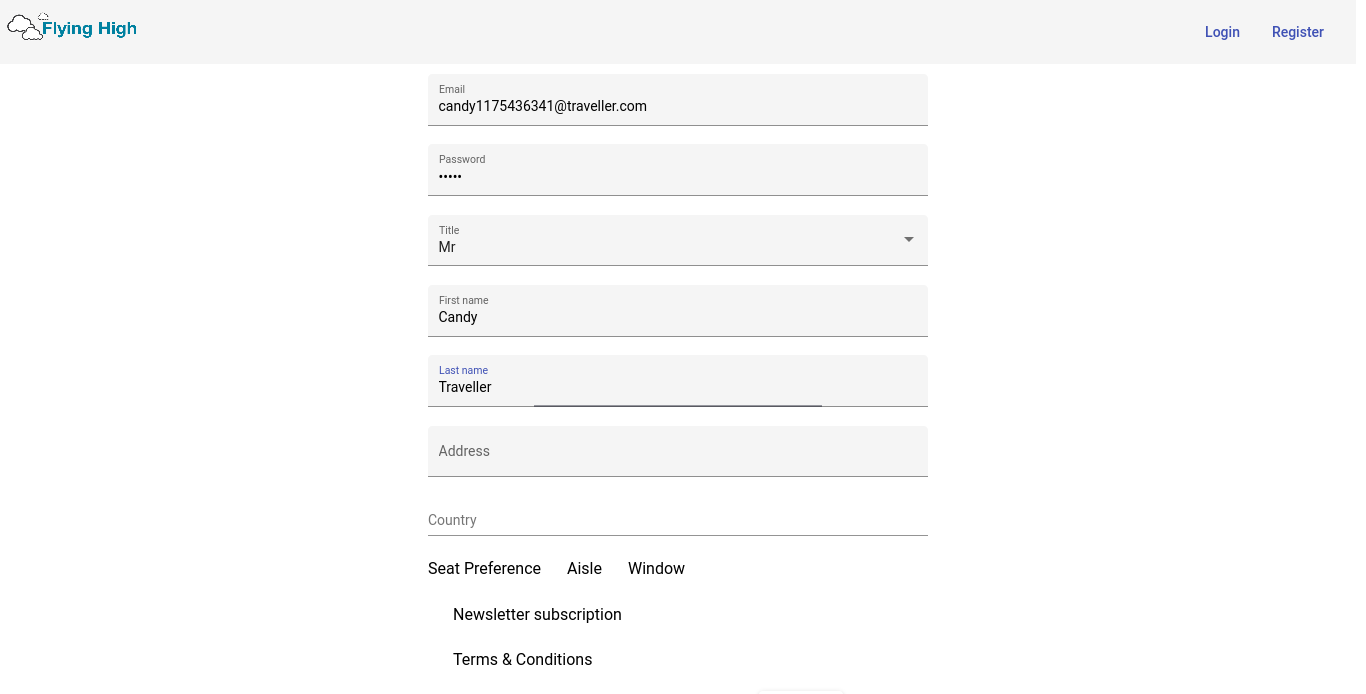 Flying High
Login
Register
Email
candy1175436341@traveller.com
Password
•••••
Title
Mr
First name
Candy
Last name
Traveller
Address
Country
Seat Preference Aisle Window
Newsletter subscription
Terms & Conditions